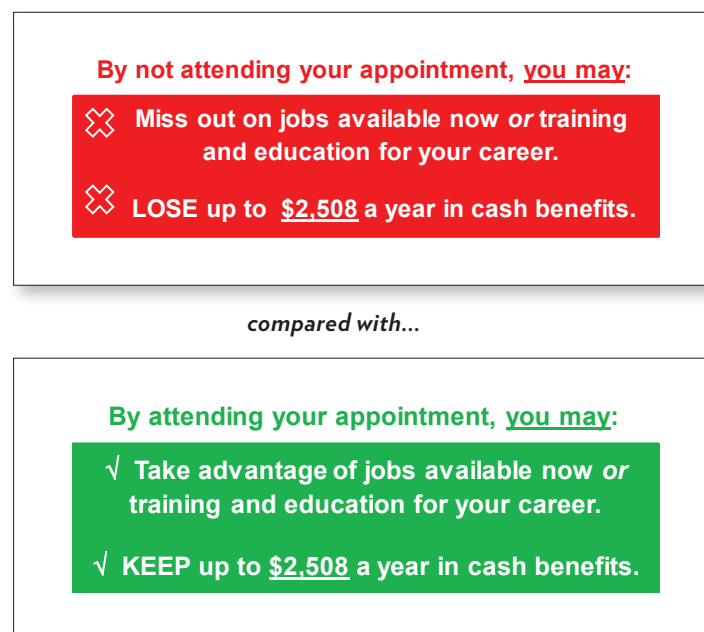 By not attending your appointment, you may:
Miss out on jobs available now or training
and education for your career.
LOSE up to $2,508 a year in cash benefits.
compared with...
By attending your appointment, you may:
√ Take advantage of jobs available now or
training and education for your career.
√ KEEP up to $2,508 a year in cash benefits.